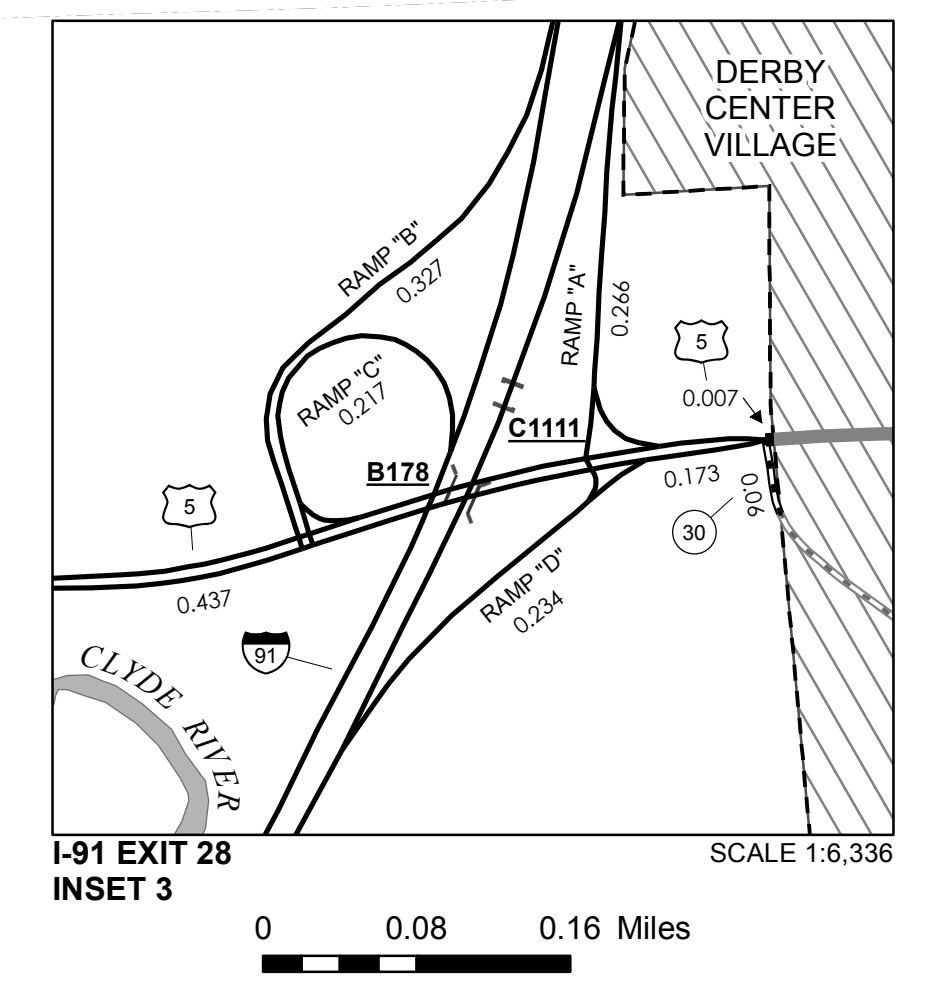 DERBY
CENTER
VILLAGE
RAMP "B"
0.327
RAMP "A"
0.266
5
0.007
RAMP "C"
0.217
C1111
B178
0.173
0.06
30
5
0.437
RAMP "D"
0.234
91
CLYDE RIVER
I-91 EXIT 28
INSET 3
SCALE 1:6,336
0 0.08 0.16 Miles